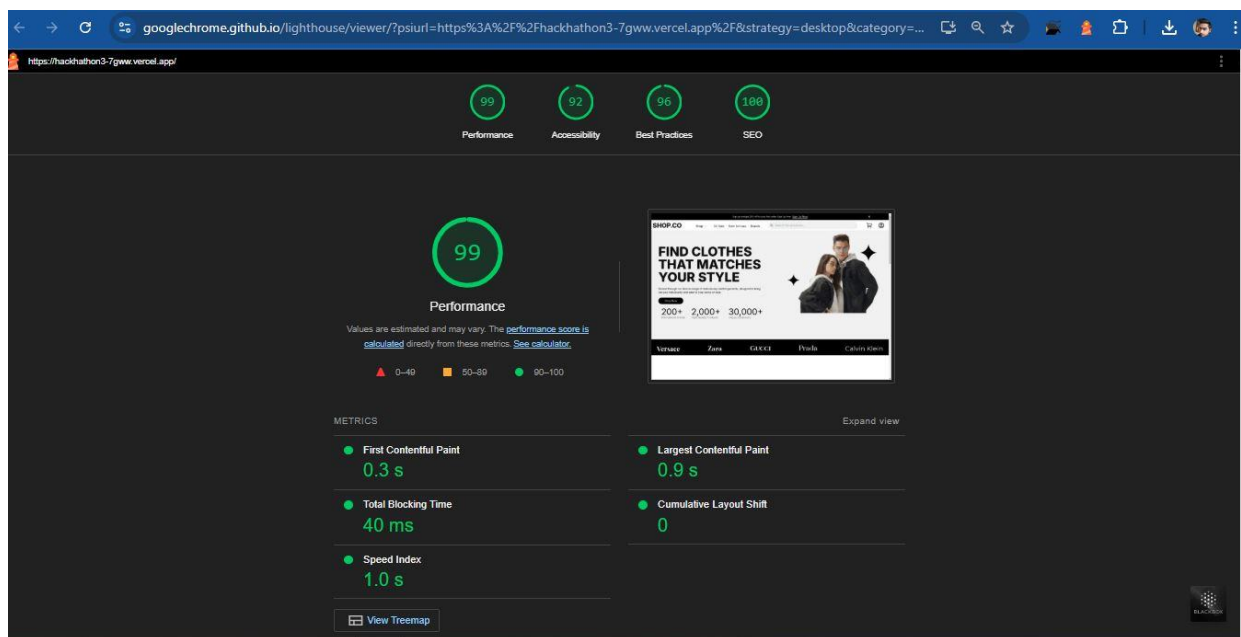 googlechrome.github.io/lighthouse/viewer/?psiurl=https%3A%2F%2Fhackhathon3-7gww.vercel.app%2F&strategy=desktop&category=...
https://hackhathon3-7gww.vercel.app/
99 92 96 100
Performance Accessibility Best Practices SEO
99
Performance
Values are estimated and may vary. The performance score is
calculated directly from these metrics. See calculator.
0–49 50–89 90–100
SHOP.CO
FIND CLOTHES
THAT MATCHES
YOUR STYLE
200+ 2,000+ 30,000+
Versace Zara GUCCI Prada Calvin Klein
METRICS Expand view
First Contentful Paint
0.3 s
Largest Contentful Paint
0.9 s
Total Blocking Time
40 ms
Cumulative Layout Shift
0
Speed Index
1.0 s
View Treemap
BLACKBOX